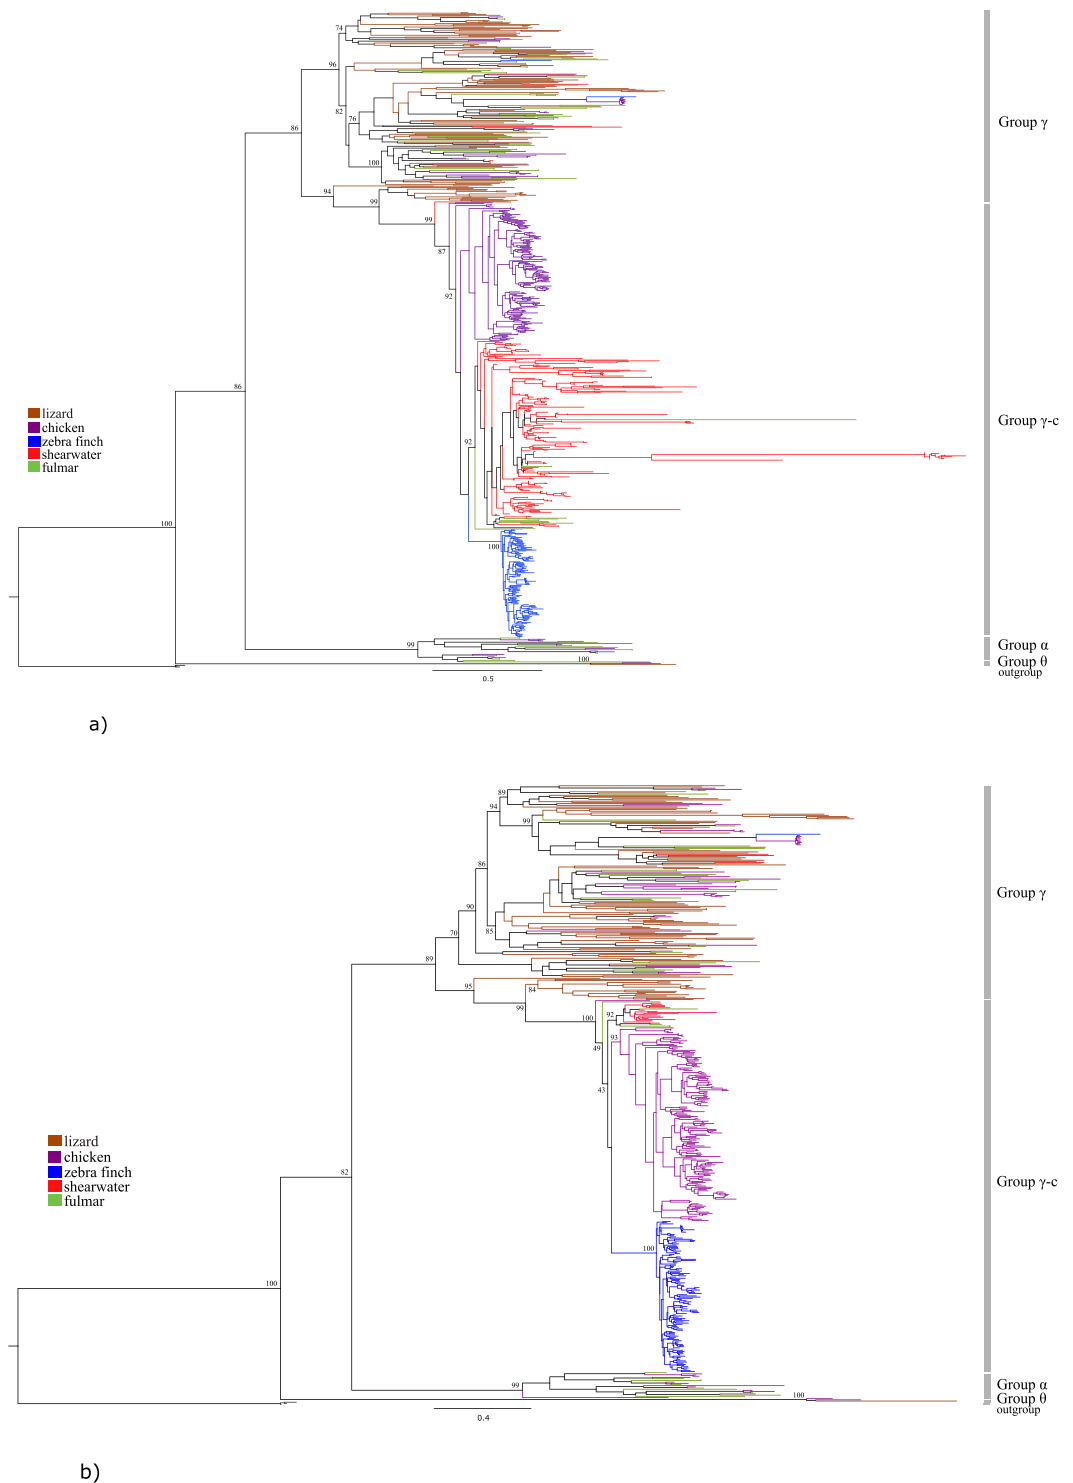 74
96
82
76
86
100
94
99
99
87
92
Group γ
86
lizard
chicken
zebra finch
shearwater
fulmar
92
Group γ-c
100
100
99
100
Group α
Group θ
outgroup
0.5
a)
89
94
99
86
90
85
70
89
95
84
99
100
92
49
93
43
Group γ
lizard
chicken
zebra finch
shearwater
fulmar
82
Group γ-c
100
100
99
100
Group α
Group θ
outgroup
0.4
b)